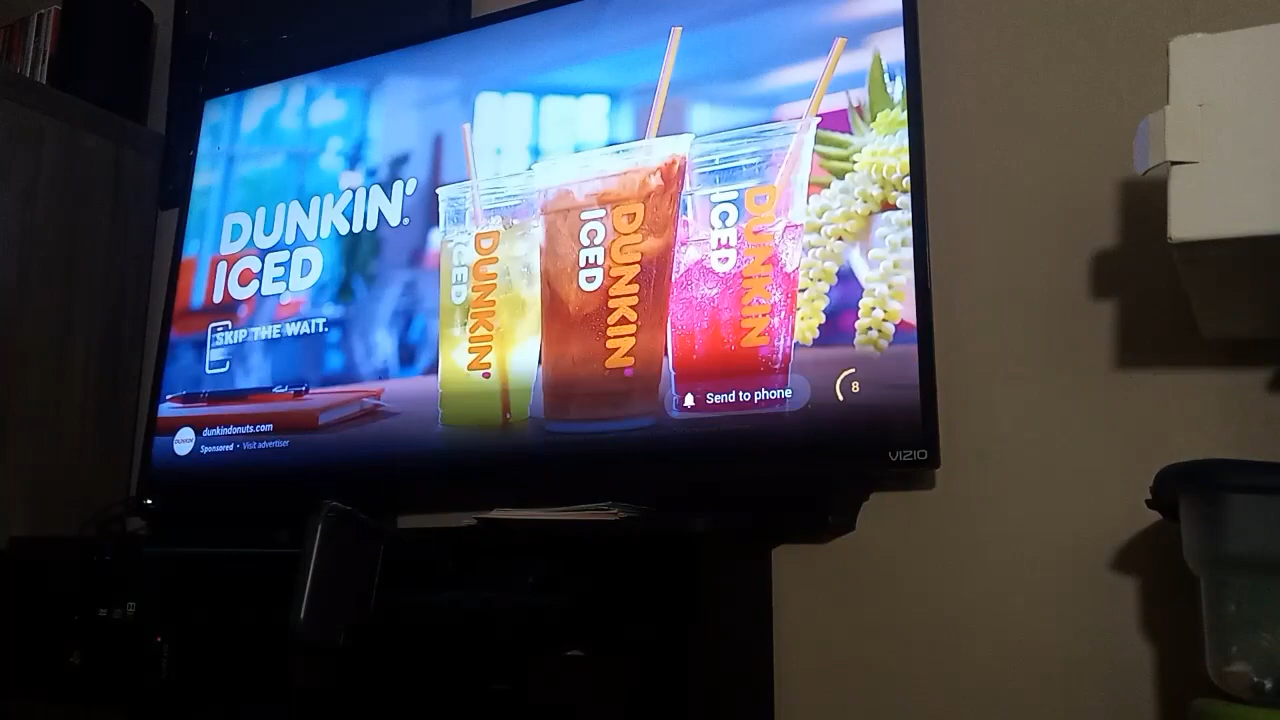 DUNKIN'®
ICED
SKIP THE WAIT.
DUNKIN'
ICED
DUNKIN'
ICED
DUNKIN'
ICED
Send to phone
8
dunkindonuts.com
Sponsored • Visit advertiser
DUNKIN'
VIZIO